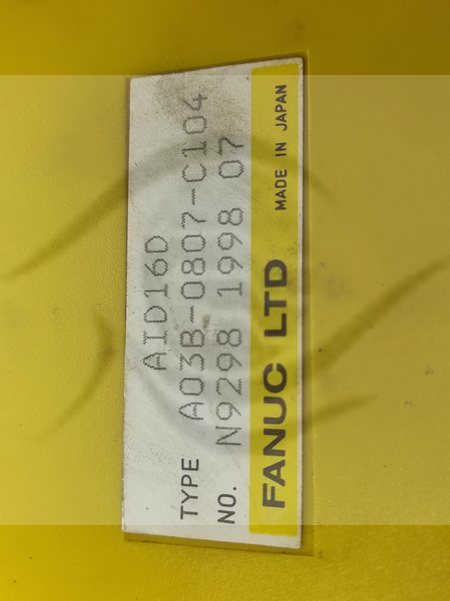 AID16D
TYPE A03B-0807-C104
NO. N9298 1998 07
FANUC LTD MADE IN JAPAN